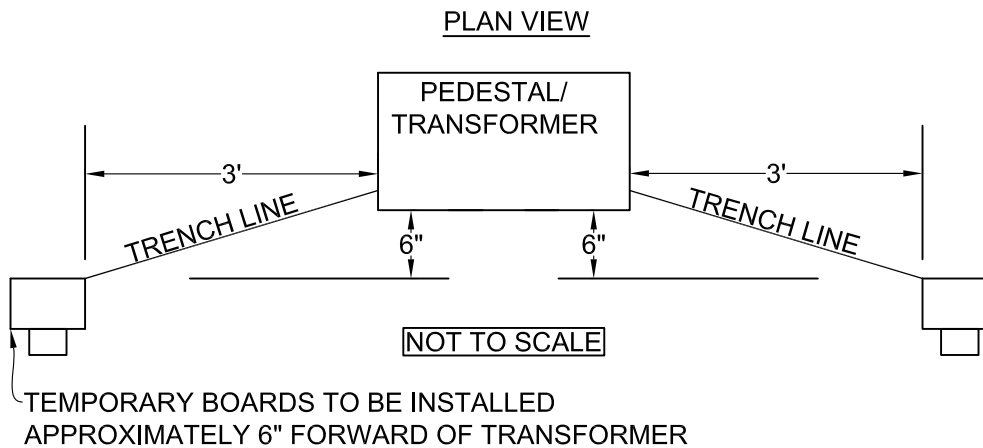 PLAN VIEW
PEDESTAL/
TRANSFORMER
3'
3'
TRENCH LINE
TRENCH LINE
6"
6"
NOT TO SCALE
TEMPORARY BOARDS TO BE INSTALLED
APPROXIMATELY 6" FORWARD OF TRANSFORMER